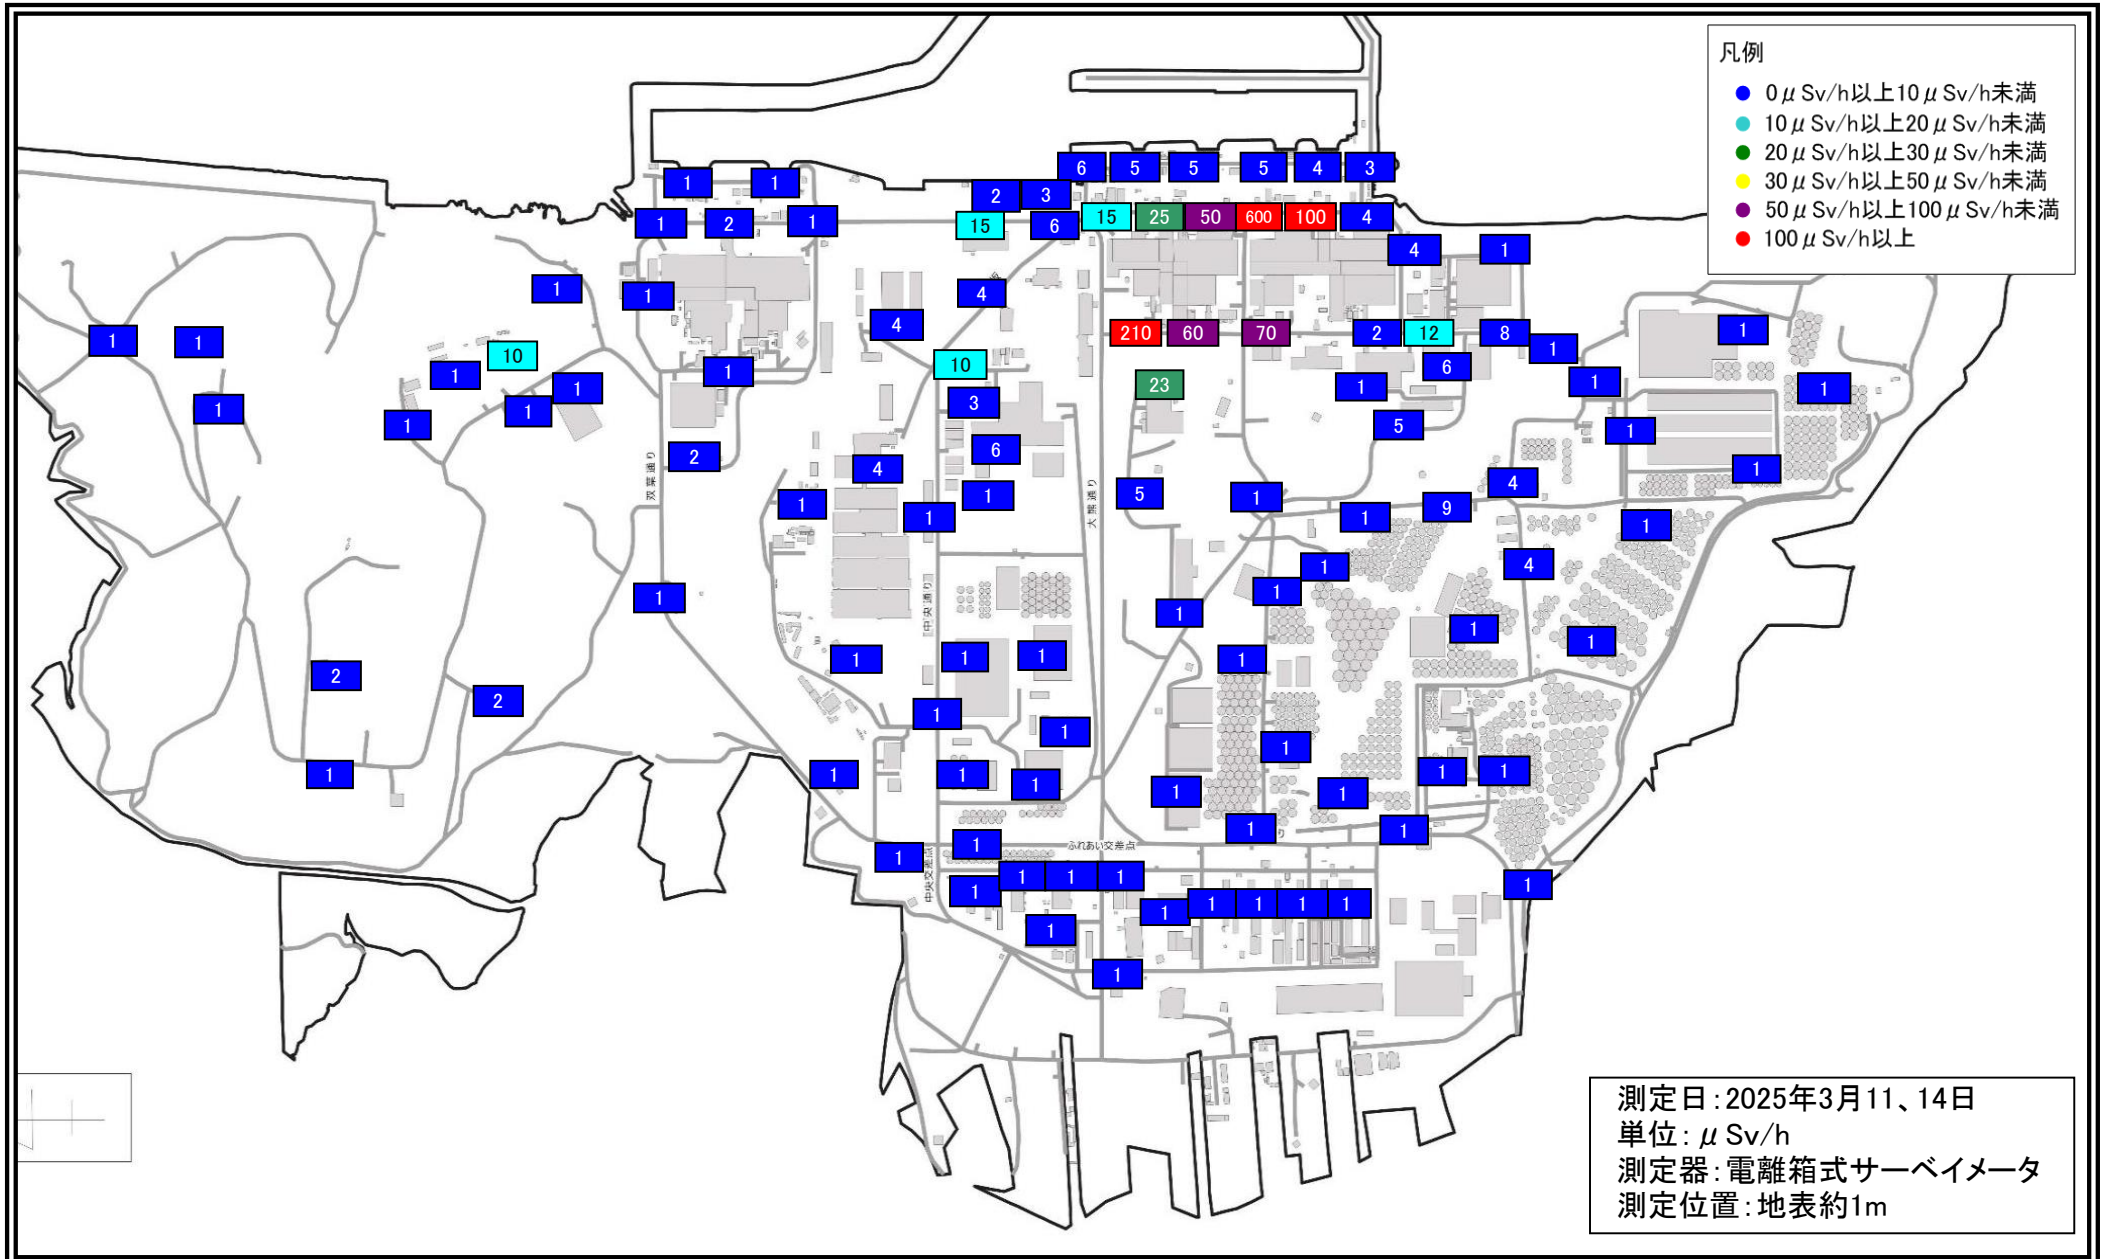 凡例
0μSv/h以上10μSv/h未満
10μSv/h以上20μSv/h未満
20μSv/h以上30μSv/h未満
30μSv/h以上50μSv/h未満
50μSv/h以上100μSv/h未満
100μSv/h以上
6 5 5 5 4 3
1 1 2 3
1 2 1 15 6 15 25 50 600 100 4
4 1
1 1 4
1 1 4 210 60 70 2 12 8 1 1
10 1 10 6
1 1 1 3 23 1 1 1
1 1 1 5 1
2 4 6 1
双葉通り
大熊通り
1 1 1 5 1 1 9 4 1
1 1 4
中央通り
1 1 1 1
1 1 1 1 1
2 2 1 1 1
1 1 1 1 1 1 1 1 1
1 1 り 1
ふれあい交差点
中央交差点
1 1 1 1 1 1
1 1 1 1 1
1
1
測定日:2025年3月11、14日
単位:μSv/h
測定器:電離箱式サーベイメータ
測定位置:地表約1m